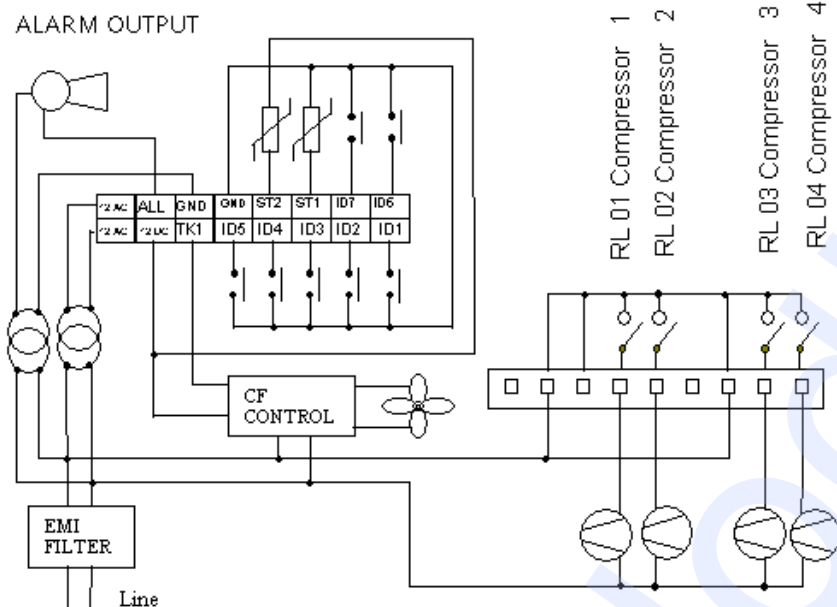 ALARM OUTPUT
RL 01 Compressor 1
RL 02 Compressor 2
RL 03 Compressor 3
RL 04 Compressor 4
ALL GND GND ST2 ST1 ID7 ID6
TK1 ID5 ID4 ID3 ID2 ID1
CF
CONTROL
EMI
FILTER
Line